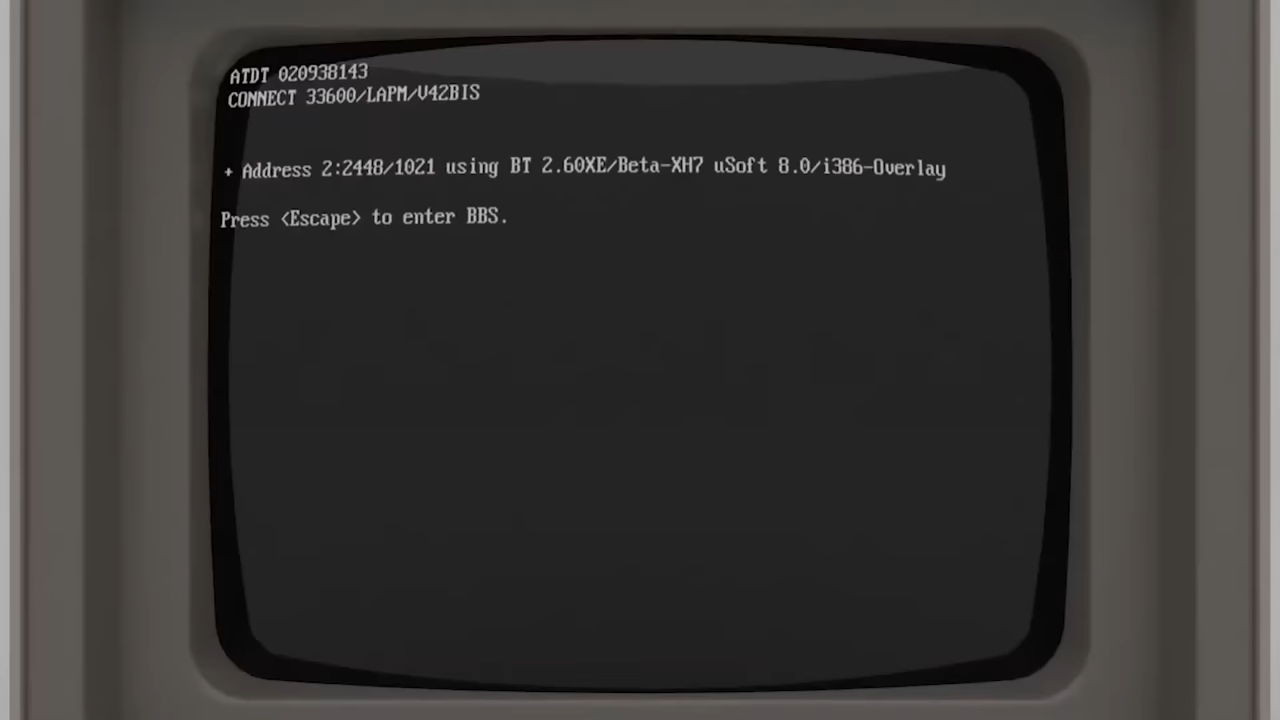 ATDT 020938143
CONNECT 33600/LAPM/V42BIS
+ Address 2:2448/1021 using BT 2.60XE/Beta-XH7 uSoft 8.0/i386-Overlay
Press <Escape> to enter BBS.